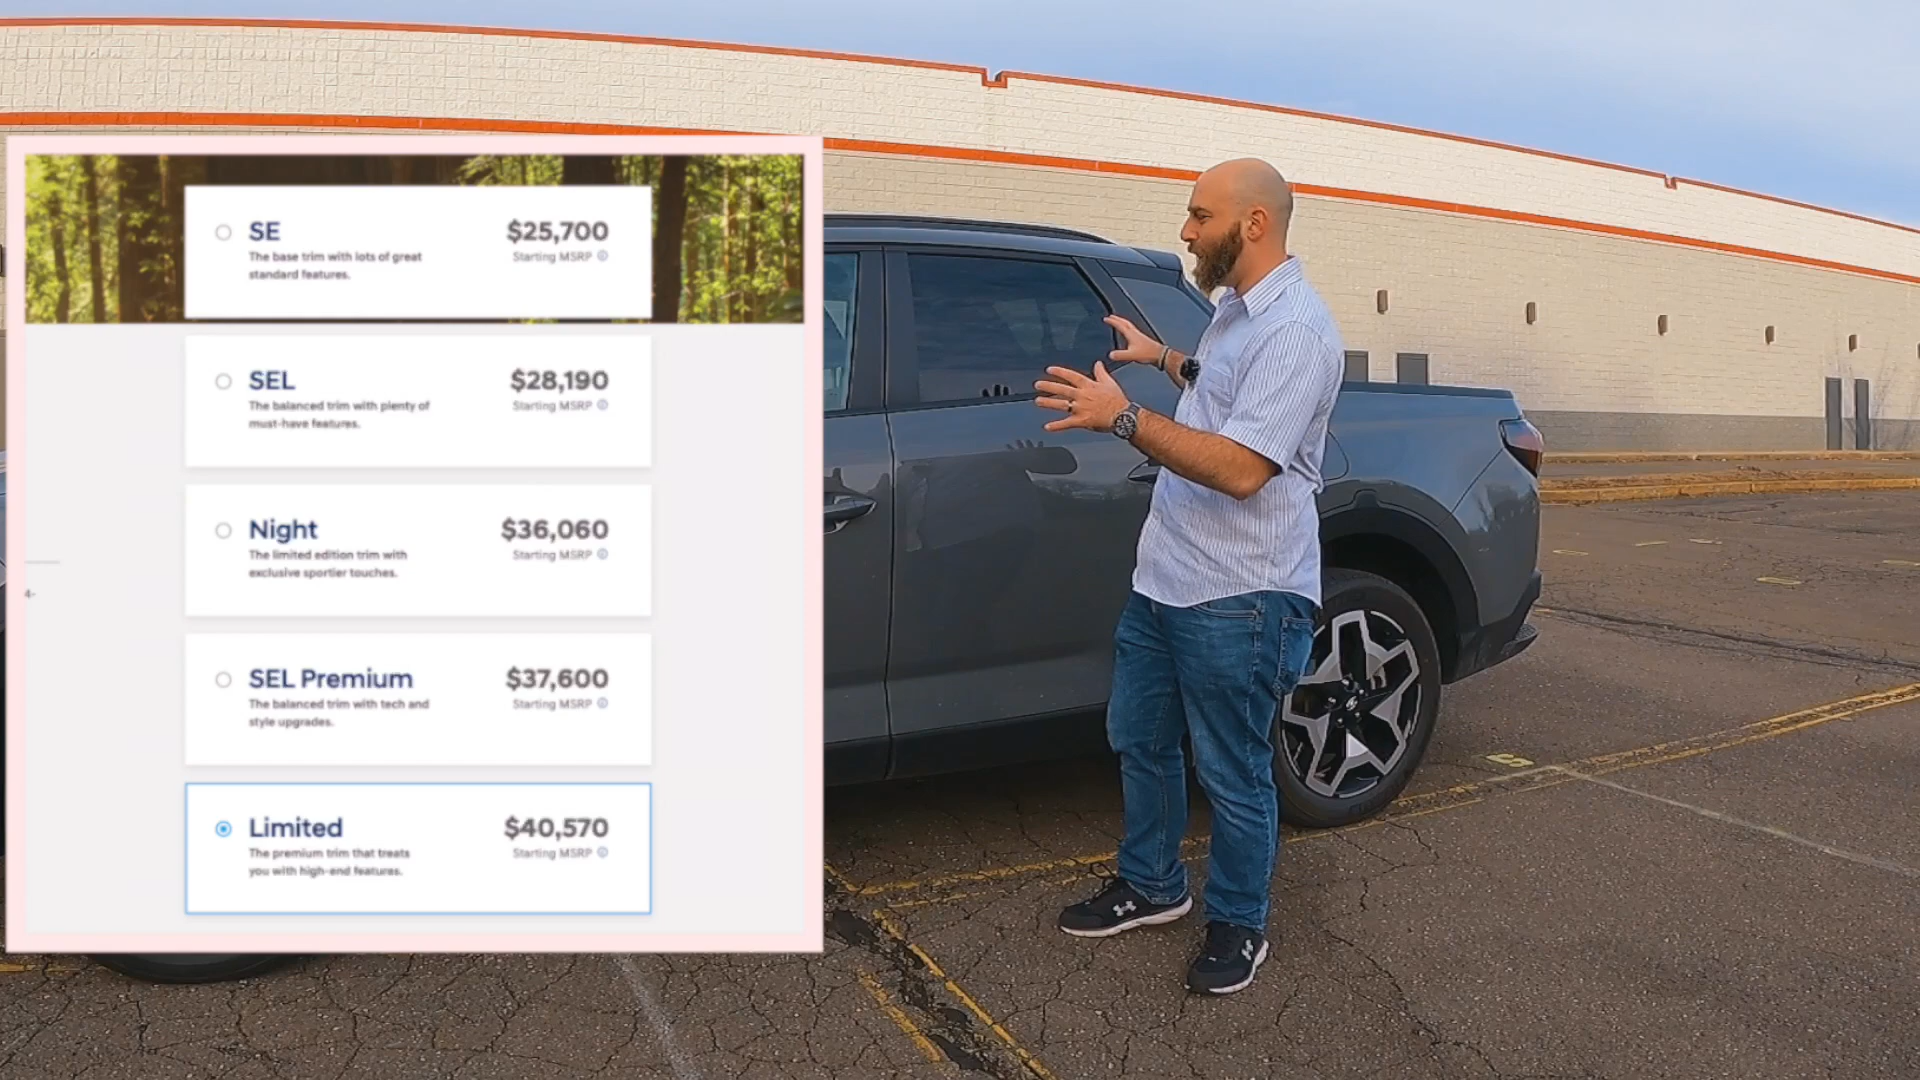 SE
$25,700
The base trim with lots of great
Starting MSRP
standard features.
SEL
$28,190
The balanced trim with plenty of
Starting MSRP
must-have features.
Night
$36,060
The limited edition trim with
Starting MSRP
exclusive sportier touches.
4-
SEL Premium
$37,600
The balanced trim with tech and
Starting MSRP
style upgrades.
Limited
$40,570
The premium trim that treats
Starting MSRP
you with high-end features.